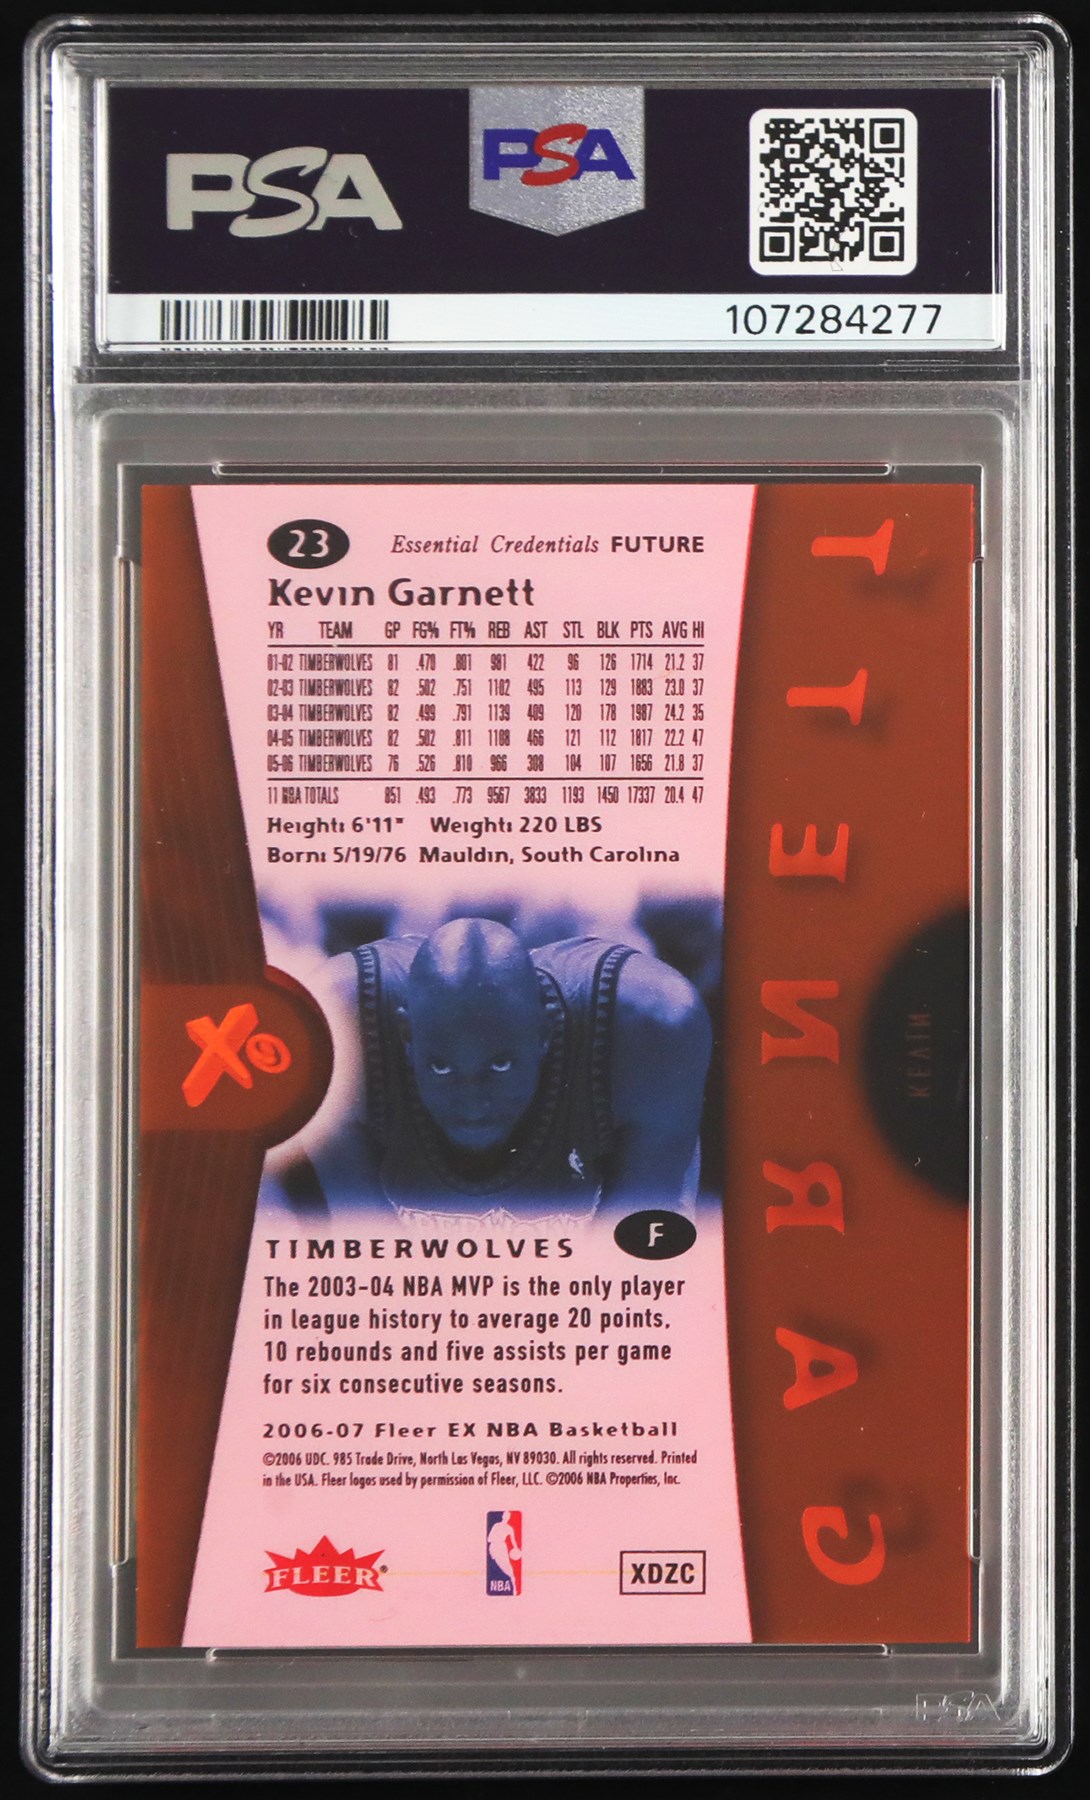 PSA
PSA
107284277
23 Essential Credentials FUTURE
Kevin Garnett
YR TEAM GP FG% FT% REB AST STL BLK PTS AVG HI
01-02 TIMBERWOLVES 81 .470 .801 981 422 96 126 1714 21.2 37
02-03 TIMBERWOLVES 82 .502 .751 1102 495 113 129 1883 23.0 37
03-04 TIMBERWOLVES 82 .499 .791 1139 409 120 178 1987 24.2 35
04-05 TIMBERWOLVES 82 .502 .811 1108 466 121 112 1817 22.2 47
05-06 TIMBERWOLVES 76 .526 .810 966 308 104 107 1656 21.8 37
11 NBA TOTALS 851 .493 .773 9567 3833 1193 1450 17337 20.4 47
Height: 6'11" Weight: 220 LBS
Born: 5/19/76 Mauldin, South Carolina
X
GARNETT
KEVIN
TIMBERWOLVES F
The 2003-04 NBA MVP is the only player
in league history to average 20 points,
10 rebounds and five assists per game
for six consecutive seasons.
2006-07 Fleer EX NBA Basketball
©2006 UDC. 985 Trade Drive, North Las Vegas, NV 89030. All rights reserved. Printed
in the USA. Fleer logos used by permission of Fleer, LLC. ©2006 NBA Properties, Inc.
FLEER®
NBA
XDZC
PSA